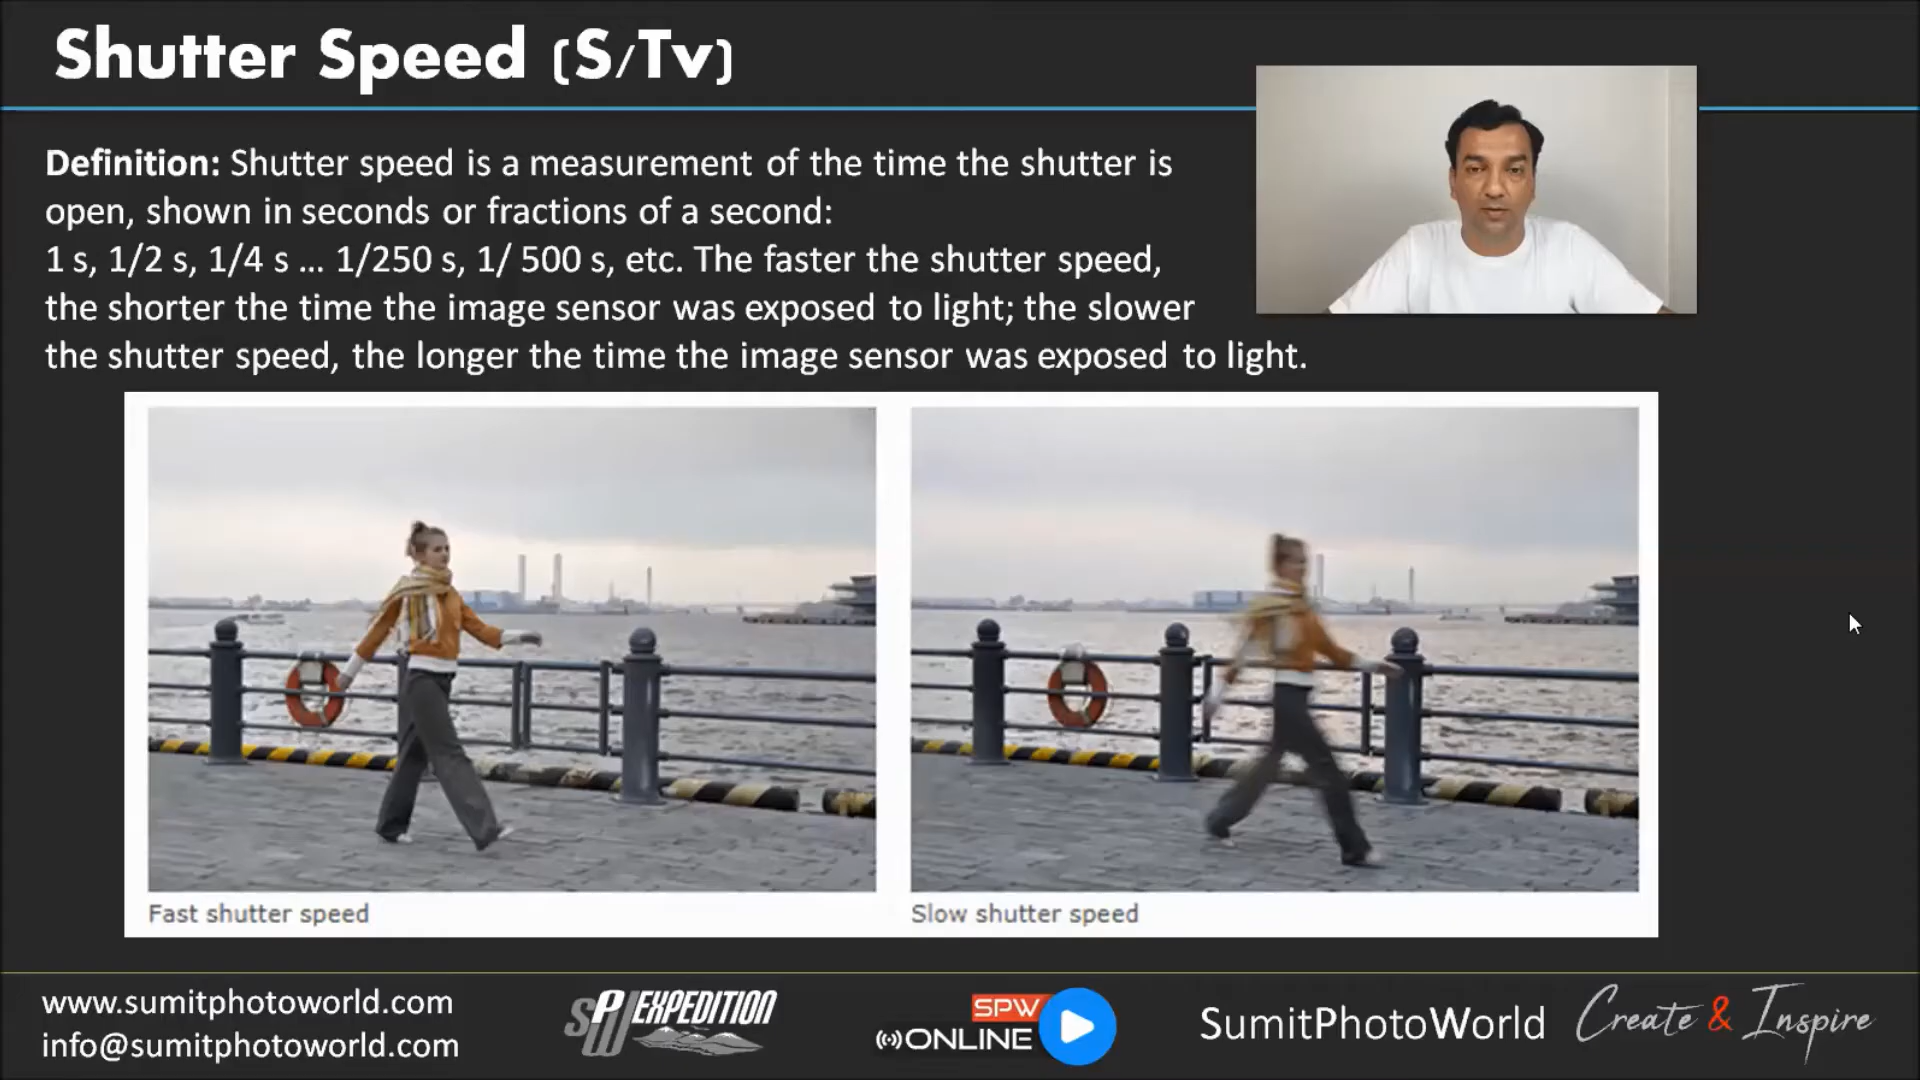 Shutter Speed (S/Tv)
Definition: Shutter speed is a measurement of the time the shutter is
open, shown in seconds or fractions of a second:
1 s, 1/2 s, 1/4 s ... 1/250 s, 1/ 500 s, etc. The faster the shutter speed,
the shorter the time the image sensor was exposed to light; the slower
the shutter speed, the longer the time the image sensor was exposed to light.
Fast shutter speed
Slow shutter speed
www.sumitphotoworld.com
info@sumitphotoworld.com
SPW EXPEDITION
SPW
ONLINE
SumitPhotoWorld
Create & Inspire